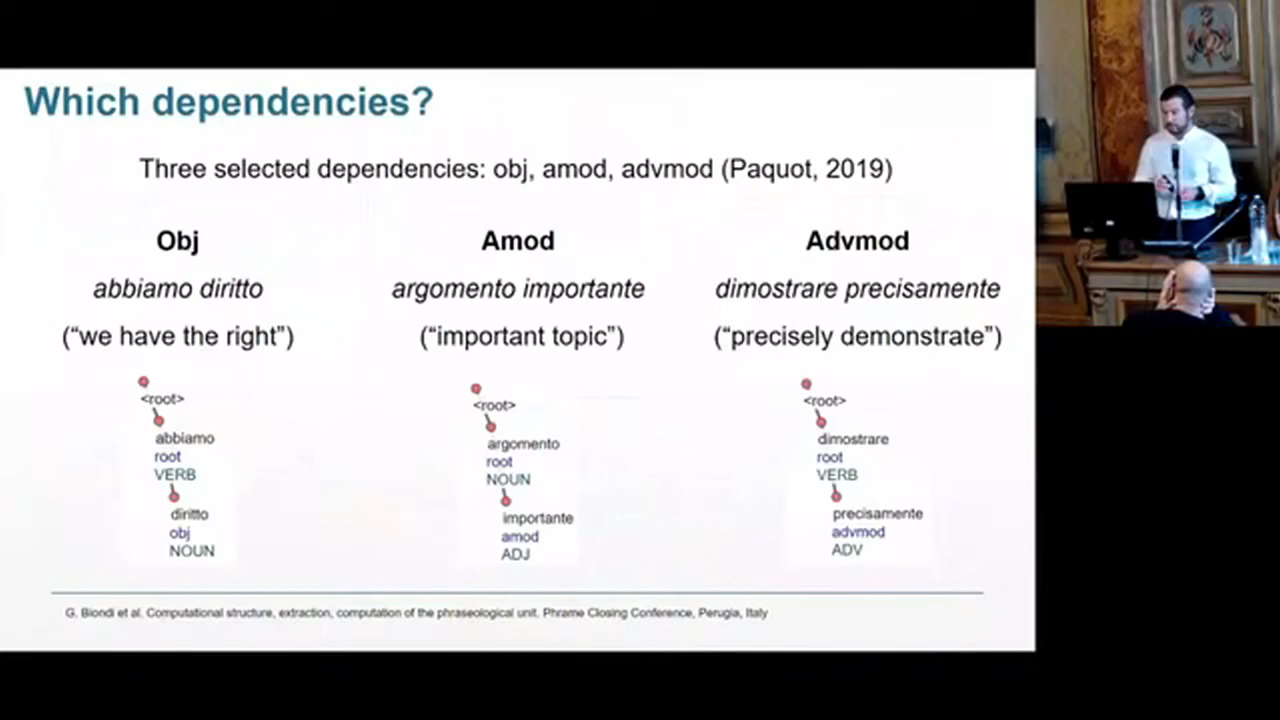 Which dependencies?
Three selected dependencies: obj, amod, advmod (Paquot, 2019)
Obj
abbiamo diritto
(“we have the right”)
<root>
abbiamo
root
VERB
diritto
obj
NOUN
Amod
argomento importante
(“important topic”)
<root>
argomento
root
NOUN
importante
amod
ADJ
Advmod
dimostrare precisamente
(“precisely demonstrate”)
<root>
dimostrare
root
VERB
precisamente
advmod
ADV
G. Biondi et al. Computational structure, extraction, computation of the phraseological unit. Phrame Closing Conference, Perugia, Italy